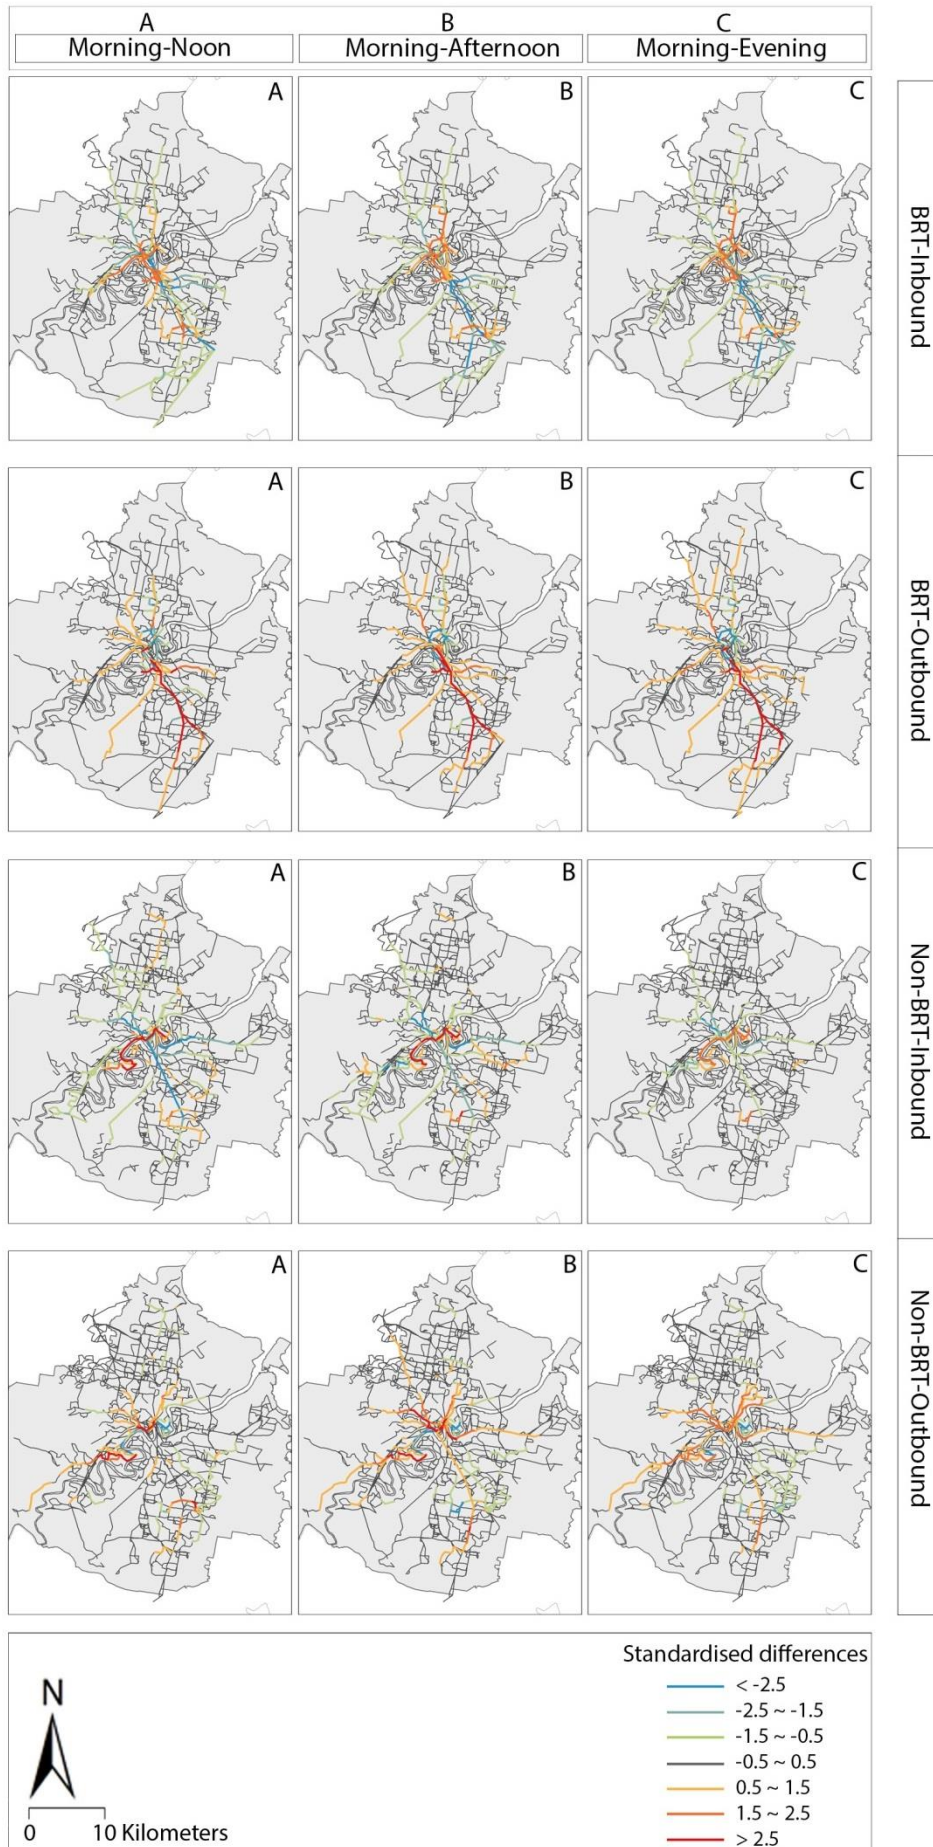 A
B
C
Morning-Noon
Morning-Afternoon
Morning-Evening
A
B
C
BRT-Inbound
A
B
C
BRT-Outbound
A
B
C
Non-BRT-Inbound
A
B
C
Non-BRT-Outbound
Standardised differences
< -2.5
-2.5 ~ -1.5
-1.5 ~ -0.5
-0.5 ~ 0.5
0.5 ~ 1.5
1.5 ~ 2.5
> 2.5
N
0 10 Kilometers